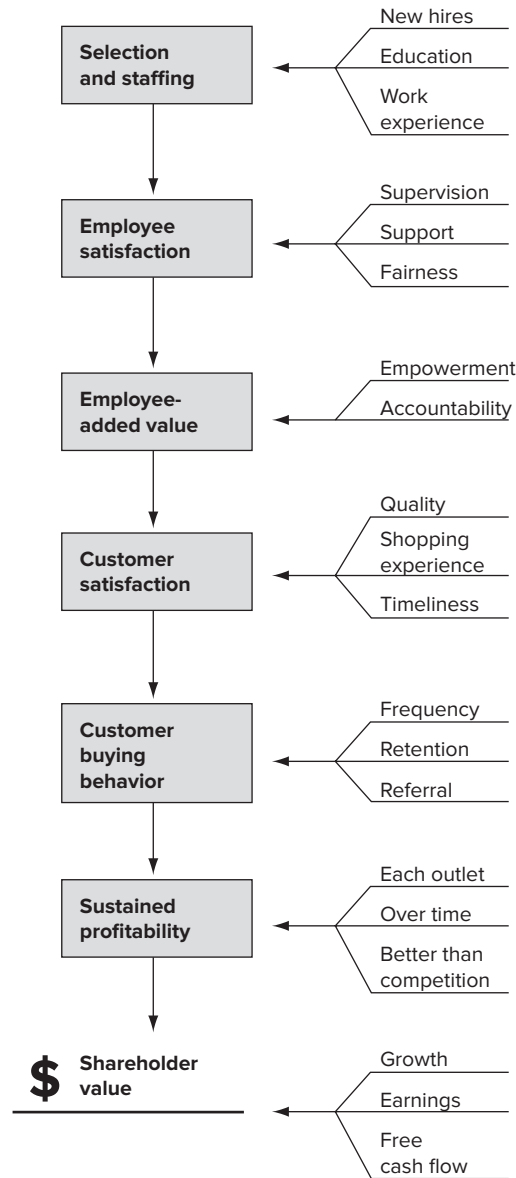 New hires
Selection
and staffing
Education
Work
experience
Employee
satisfaction
Supervision
Support
Fairness
Employee-
added value
Empowerment
Accountability
Customer
satisfaction
Quality
Shopping
experience
Timeliness
Customer
buying
behavior
Frequency
Retention
Referral
Sustained
profitability
Each outlet
Over time
Better than
competition
$ Shareholder
value
Growth
Earnings
Free
cash flow